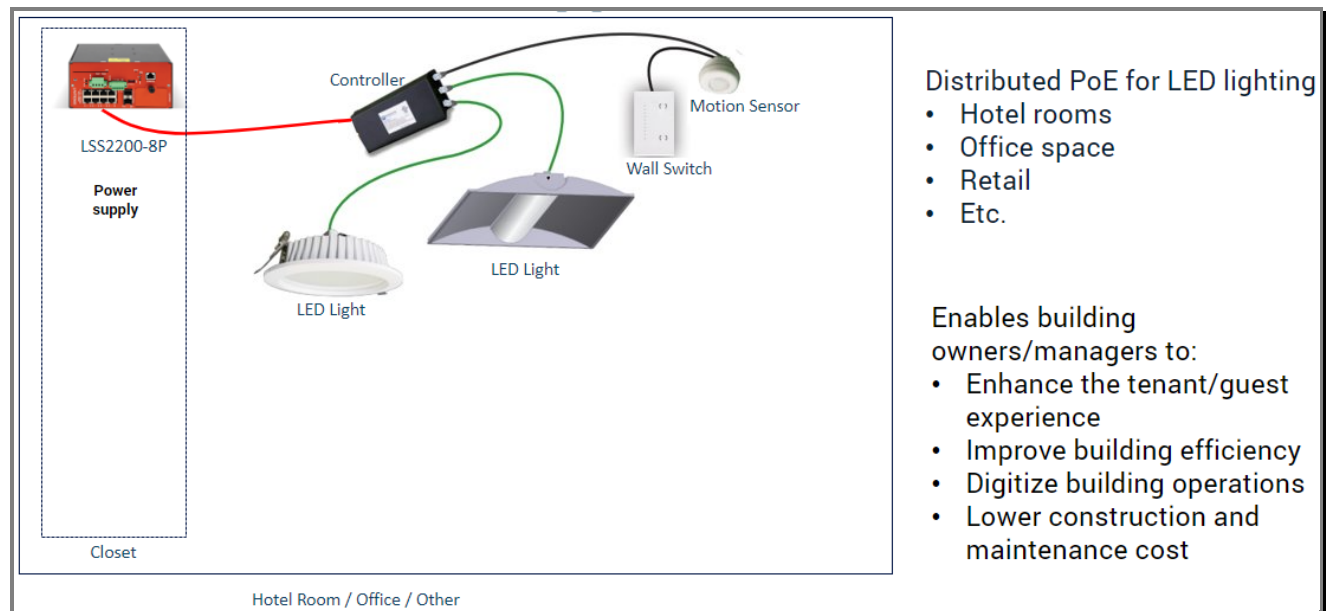 Controller
LSS2200-8P
Power
supply
Motion Sensor
Wall Switch
LED Light
LED Light
Closet
Hotel Room / Office / Other
Distributed PoE for LED lighting
• Hotel rooms
• Office space
• Retail
• Etc.
Enables building
owners/managers to:
• Enhance the tenant/guest
experience
• Improve building efficiency
• Digitize building operations
• Lower construction and
maintenance cost